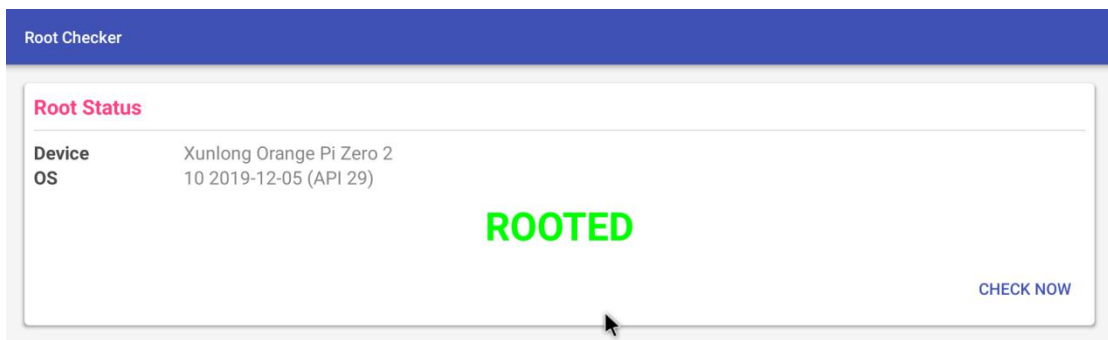 Root Checker
Root Status
Device Xunlong Orange Pi Zero 2
OS 10 2019-12-05 (API 29)
ROOTED
CHECK NOW